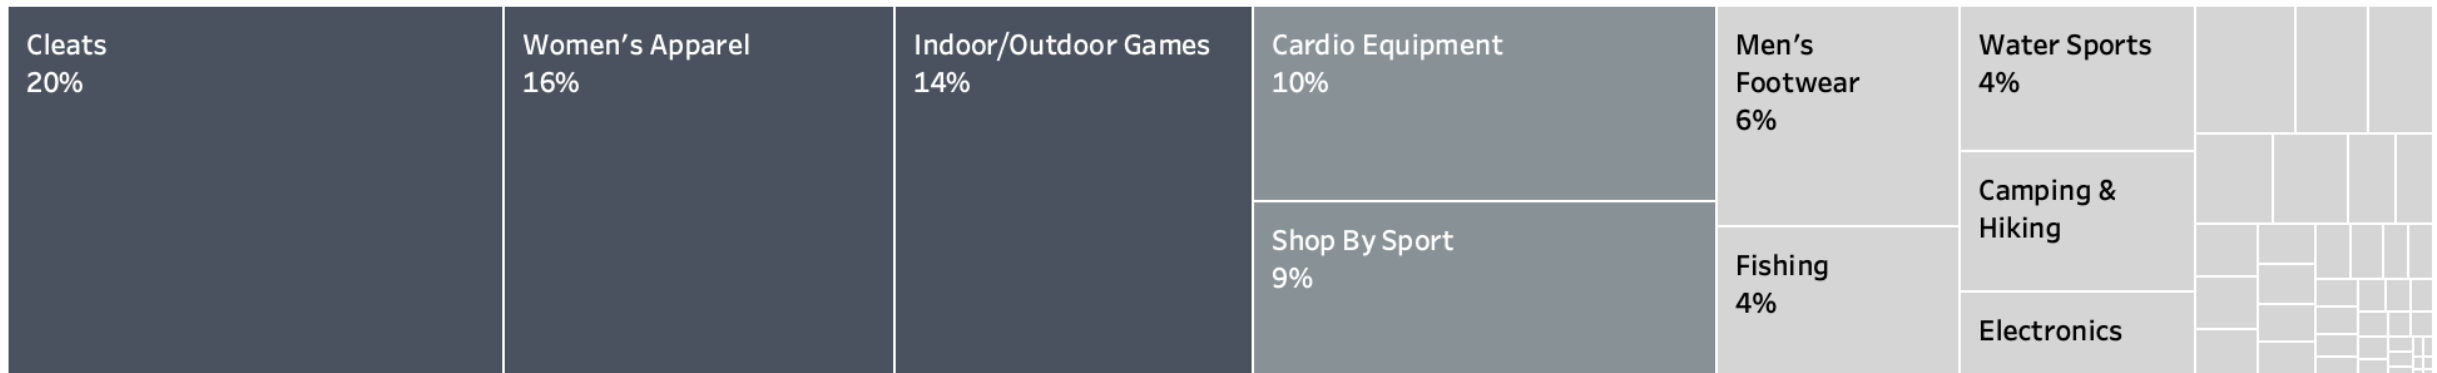 Cleats
20%
Women’s Apparel
16%
Indoor/Outdoor Games
14%
Cardio Equipment
10%
Shop By Sport
9%
Men’s
Footwear
6%
Fishing
4%
Water Sports
4%
Camping &
Hiking
Electronics